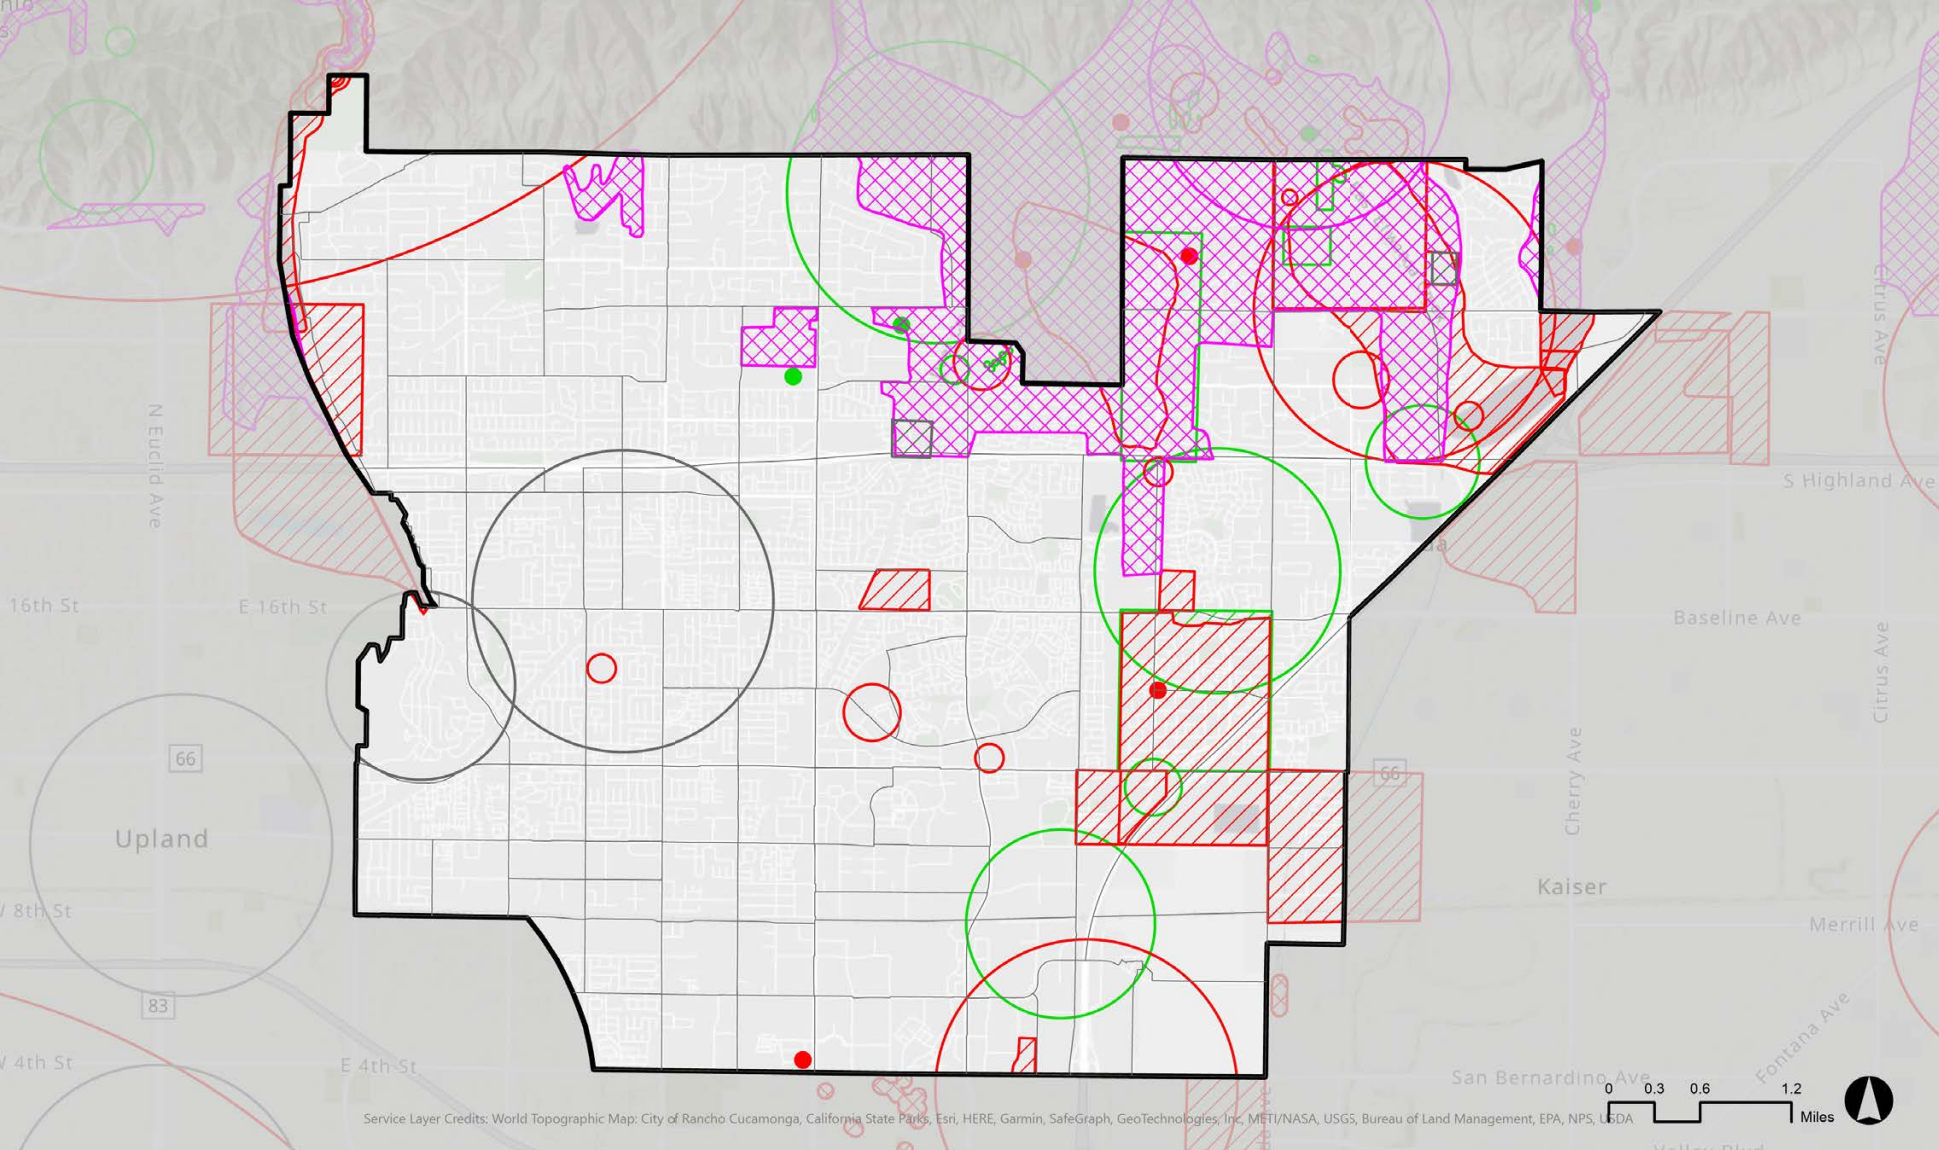 N Euclid Ave
Citrus Ave
S Highland Ave
16th St
E 16th St
Baseline Ave
Citrus Ave
66
66
Cherry Ave
Upland
Kaiser
W 8th St
Merrill Ave
83
Fontana Ave
W 4th St
E 4th St
San Bernardino Ave
0 0.3 0.6 1.2
Miles
Service Layer Credits: World Topographic Map: City of Rancho Cucamonga, California State Parks, Esri, HERE, Garmin, SafeGraph, GeoTechnologies, Inc, METI/NASA, USGS, Bureau of Land Management, EPA, NPS, USDA
Valley Blvd